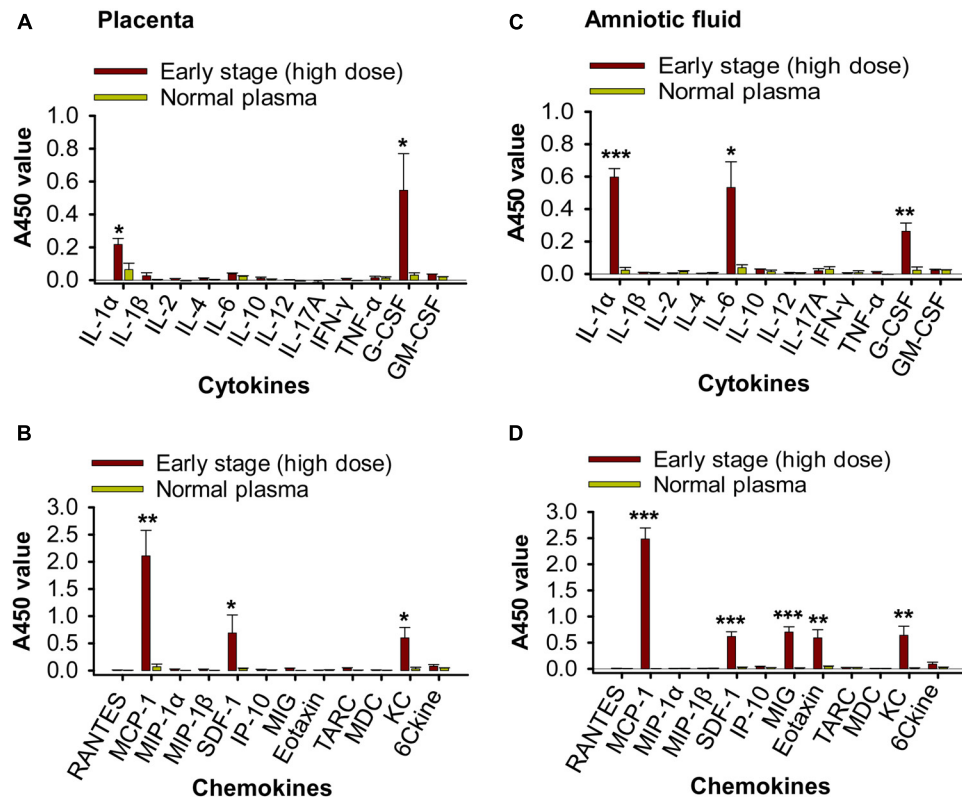 A Placenta
Early stage (high dose)
Normal plasma
A450 value
1.0
0.8
0.6
0.4
0.2
0.0
*
*
IL-1α
IL-1β
IL-2
IL-4
IL-6
IL-10
IL-12
IL-17A
IFN-γ
TNF-α
G-CSF
GM-CSF
Cytokines
C Amniotic fluid
Early stage (high dose)
Normal plasma
A450 value
1.0
0.8
0.6
0.4
0.2
0.0
***
*
**
IL-1α
IL-1β
IL-2
IL-4
IL-6
IL-10
IL-12
IL-17A
IFN-γ
TNF-α
G-CSF
GM-CSF
Cytokines
B
Early stage (high dose)
Normal plasma
A450 value
3.0
2.5
2.0
1.5
1.0
0.5
0.0
**
*
*
RANTES
MCP-1
MIP-1α
MIP-1β
SDF-1
IP-10
MIG
Eotaxin
TARC
MDC
KC
6Ckine
Chemokines
D
Early stage (high dose)
Normal plasma
A450 value
3.0
2.5
2.0
1.5
1.0
0.5
0.0
***
***
***
**
**
RANTES
MCP-1
MIP-1α
MIP-1β
SDF-1
IP-10
MIG
Eotaxin
TARC
MDC
KC
6Ckine
Chemokines